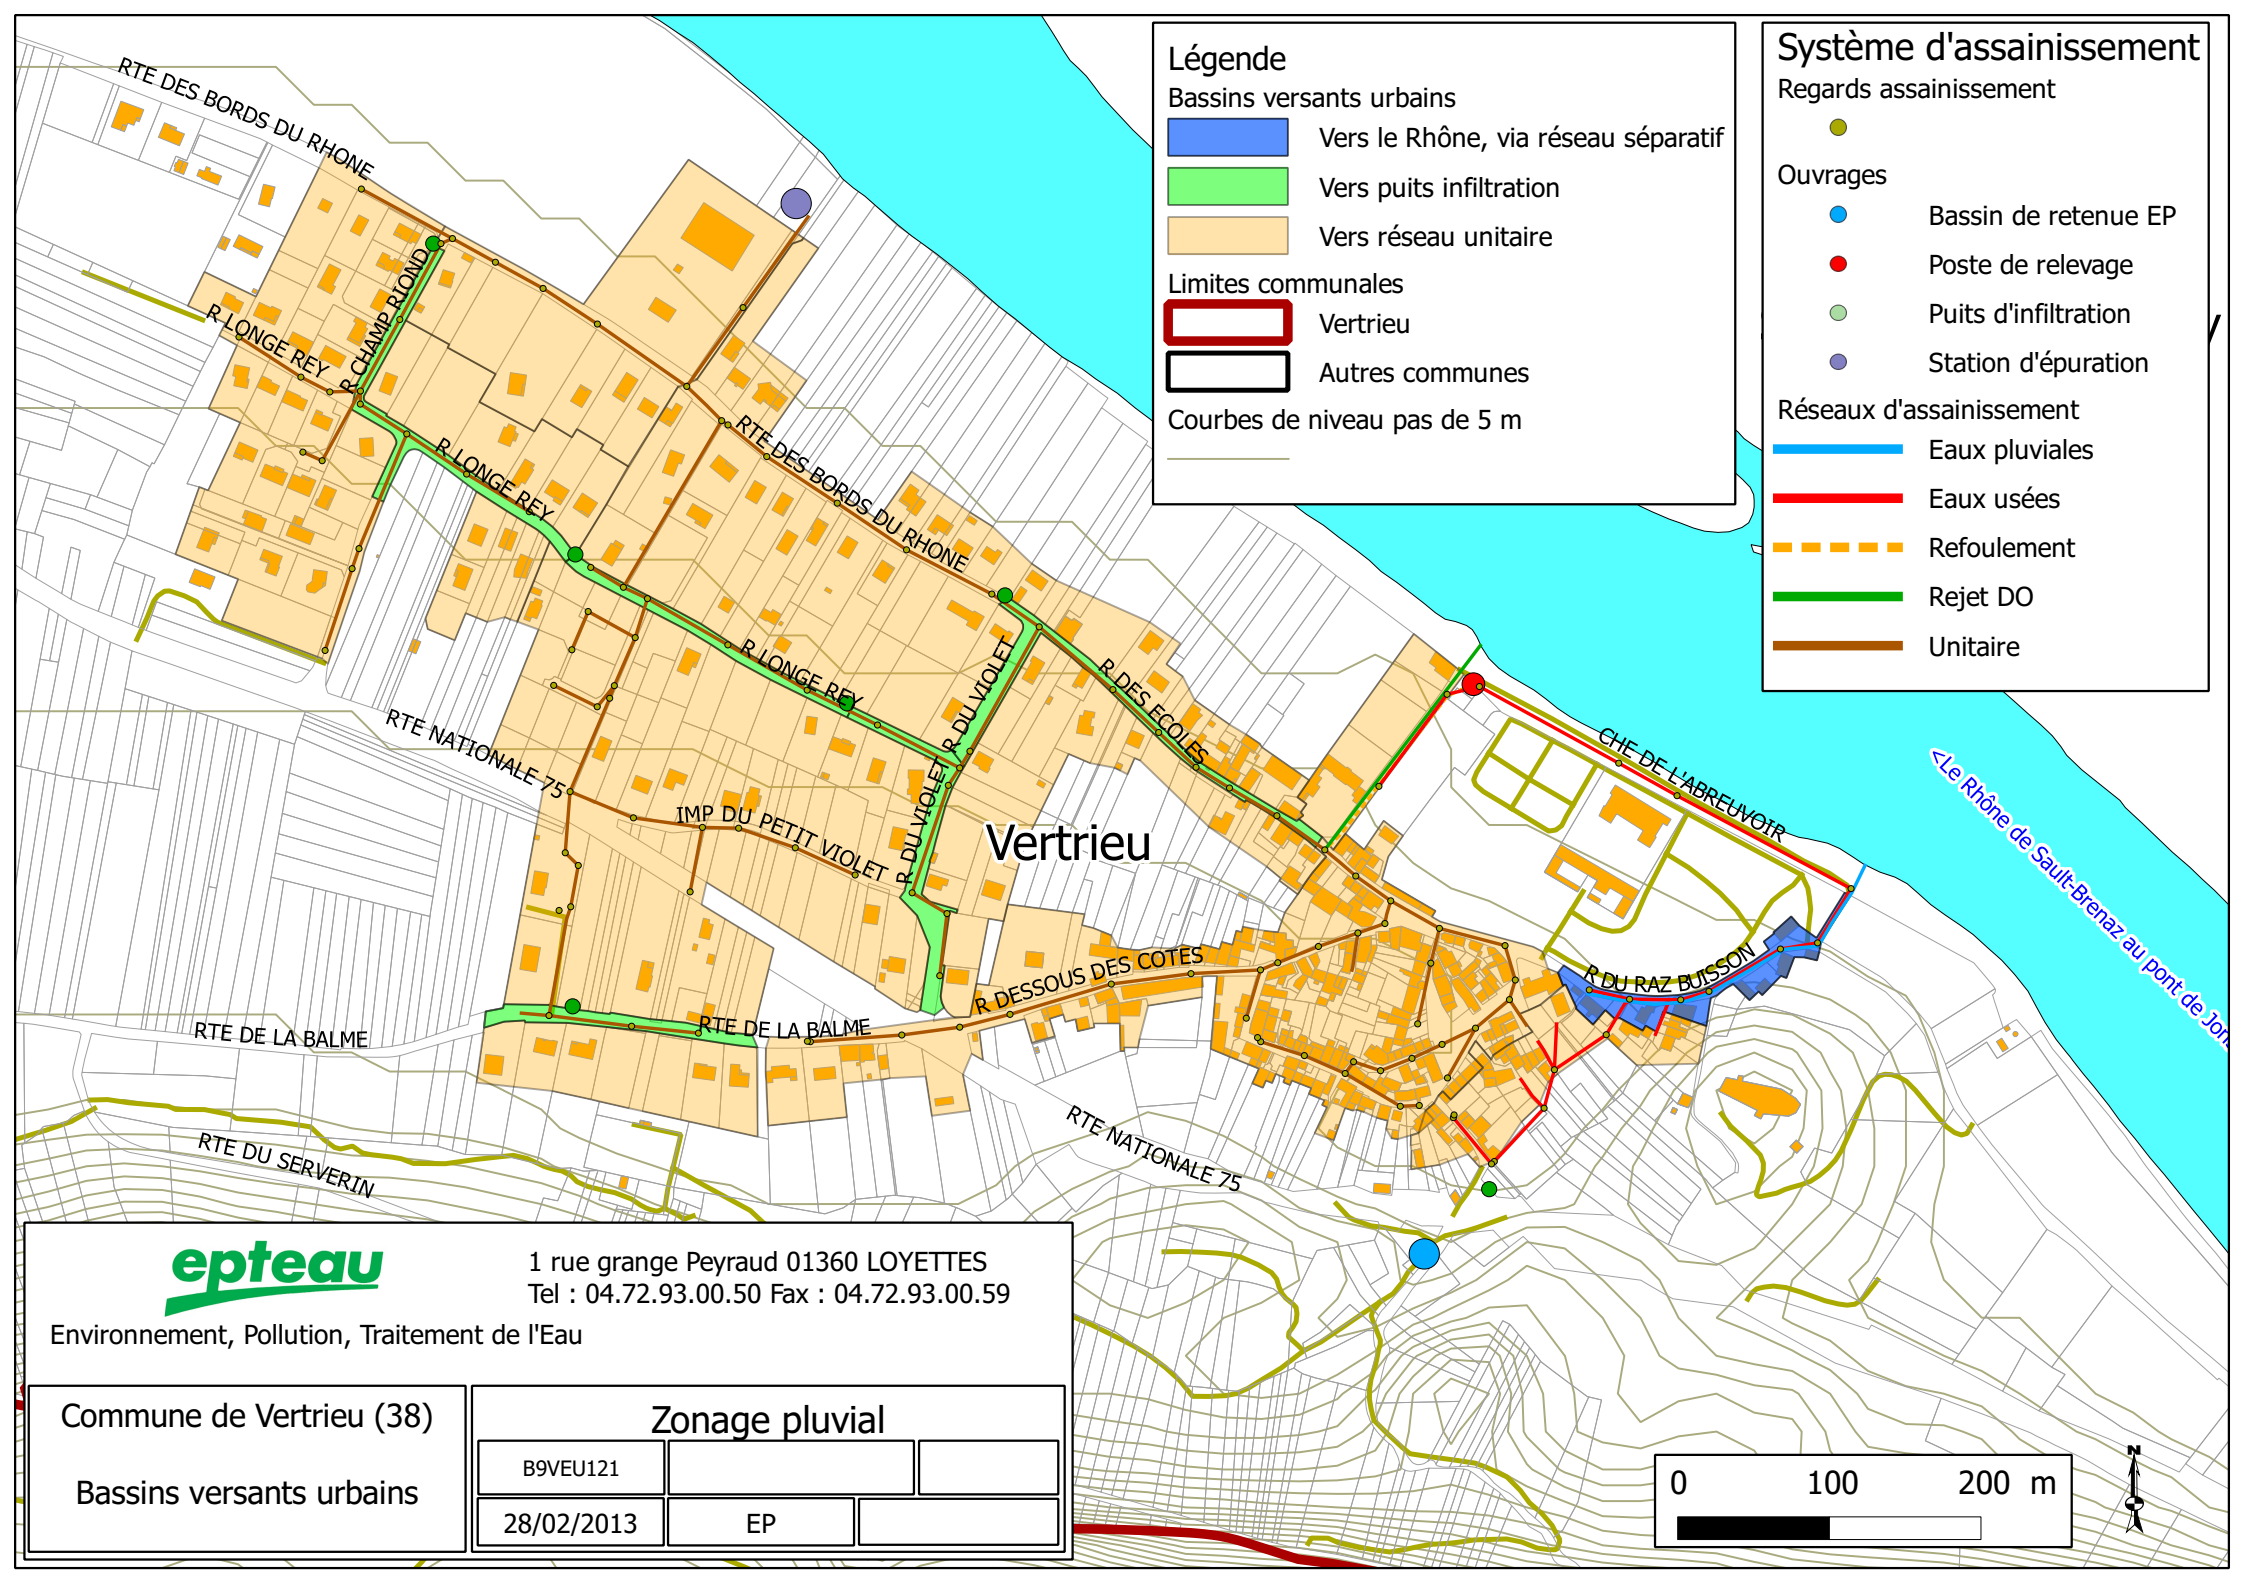 Légende
Bassins versants urbains
Vers le Rhône, via réseau séparatif
Vers puits infiltration
Vers réseau unitaire
Limites communales
Vertrieu
Autres communes
Courbes de niveau pas de 5 m
Système d'assainissement
Regards assainissement
Ouvrages
Bassin de retenue EP
Poste de relevage
Puits d'infiltration
Station d'épuration
Réseaux d'assainissement
Eaux pluviales
Eaux usées
Refoulement
Rejet DO
Unitaire
RTE DES BORDS DU RHONE
R CHAMP RIOND
R LONGE REY
R LONGE REY
RTE DES BORDS DU RHONE
R LONGE REY
R DU VIOLET
R DES ECOLES
RTE NATIONALE 75
IMP DU PETIT VIOLET
R DU VIOLET
Vertrieu
CHE DE L'ABREUVOIR
<Le Rhône de Sault-Brenaz au pont de Jon
R DU RAZ BUISSON
R DESSOUS DES COTES
RTE DE LA BALME
RTE DE LA BALME
RTE NATIONALE 75
RTE DU SERVERIN
epteau
1 rue grange Peyraud 01360 LOYETTES
Tel : 04.72.93.00.50 Fax : 04.72.93.00.59
Environnement, Pollution, Traitement de l'Eau
Commune de Vertrieu (38)
Bassins versants urbains
Zonage pluvial
B9VEU121
28/02/2013
EP
0 100 200 m
N